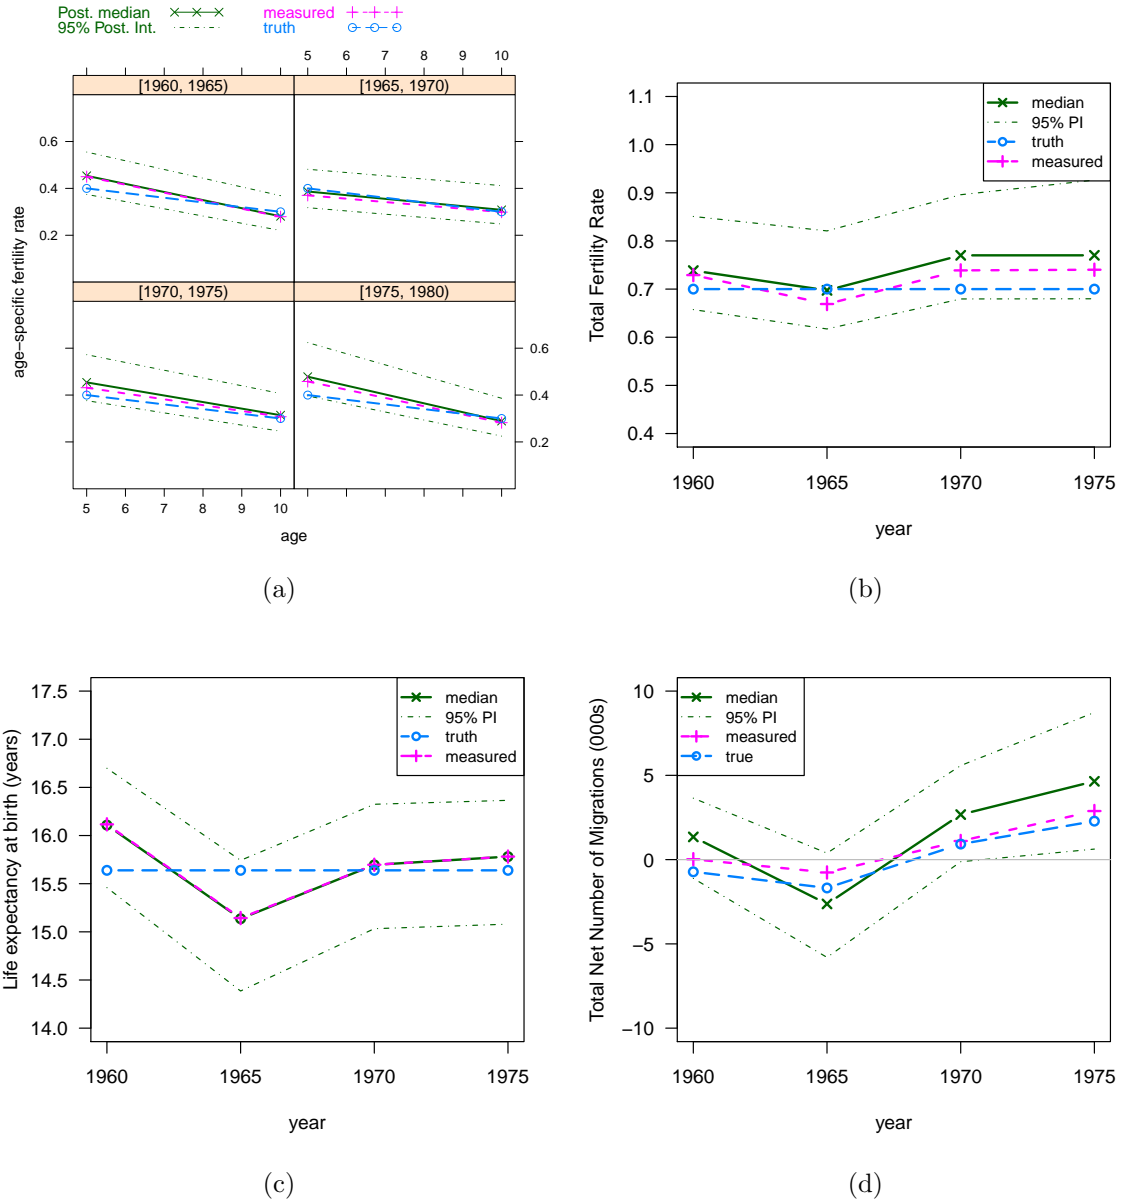 Post. median measured
95% Post. Int. truth
5 6 7 8 9 10
[1960, 1965) [1965, 1970)
0.6
0.4
0.2
age−specific fertility rate
[1970, 1975) [1975, 1980)
0.6
0.4
0.2
5 6 7 8 9 10
age
(a)
median
95% PI
truth
measured
1.1
1.0
0.9
0.8
0.7
0.6
0.5
0.4
Total Fertility Rate
1960 1965 1970 1975
year
(b)
median
95% PI
truth
measured
17.5
17.0
16.5
16.0
15.5
15.0
14.5
14.0
Life expectancy at birth (years)
1960 1965 1970 1975
year
(c)
median
95% PI
measured
true
10
5
0
−5
−10
Total Net Number of Migrations (000s)
1960 1965 1970 1975
year
(d)